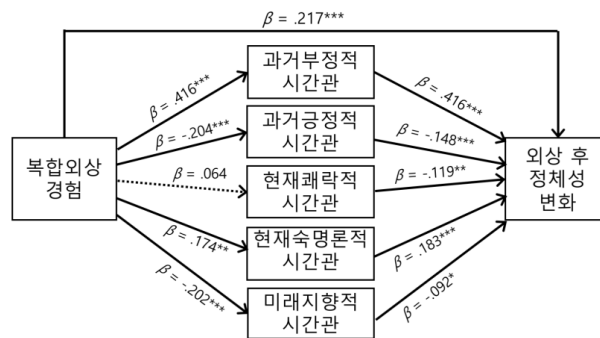 β = .217***
과거부정적
시간관
β = .416***
β = .416***
과거긍정적
시간관
β = -.204***
β = -.148***
복합외상
경험
β = .064
현재쾌락적
시간관
β = -.119**
외상 후
정체성
변화
β = .174**
현재숙명론적
시간관
β = .183***
β = -.202***
미래지향적
시간관
β = -.092*